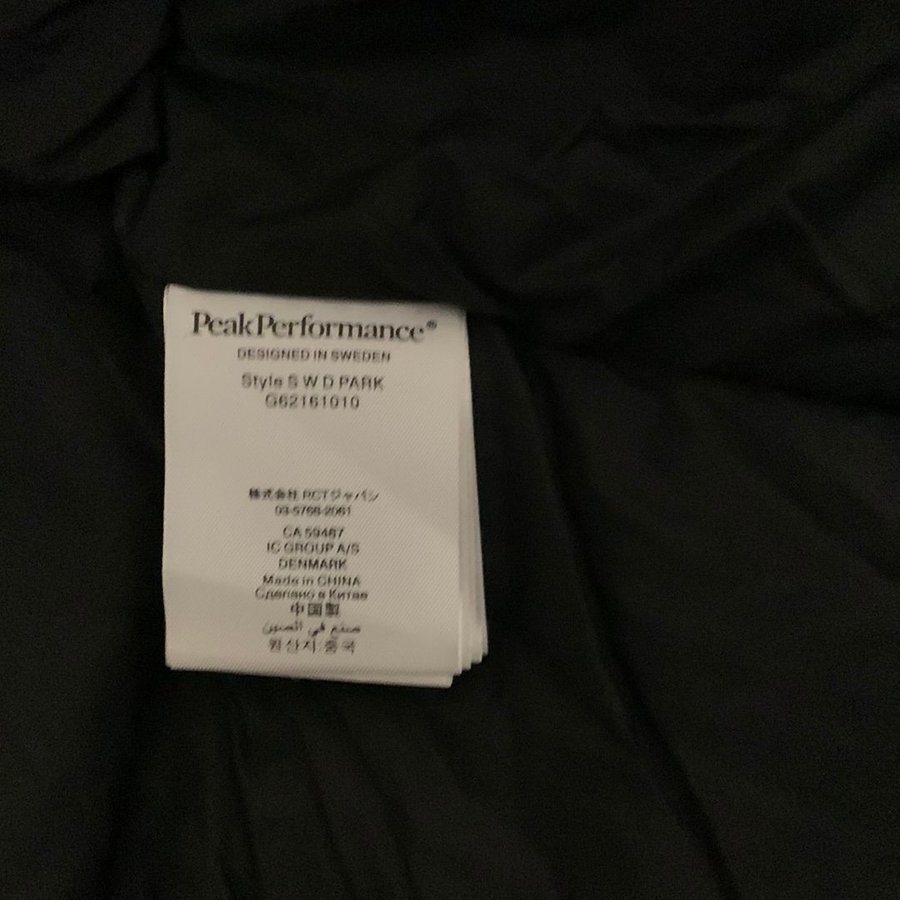 PeakPerformance®
DESIGNED IN SWEDEN
Style S W D PARK
G62161010
株式会社 RCTジャパン
03-5766-2061
CA 59467
IC GROUP A/S
DENMARK
Made in CHINA
Сделано в Китае
中国製
صنع في الصين
원산지:중국